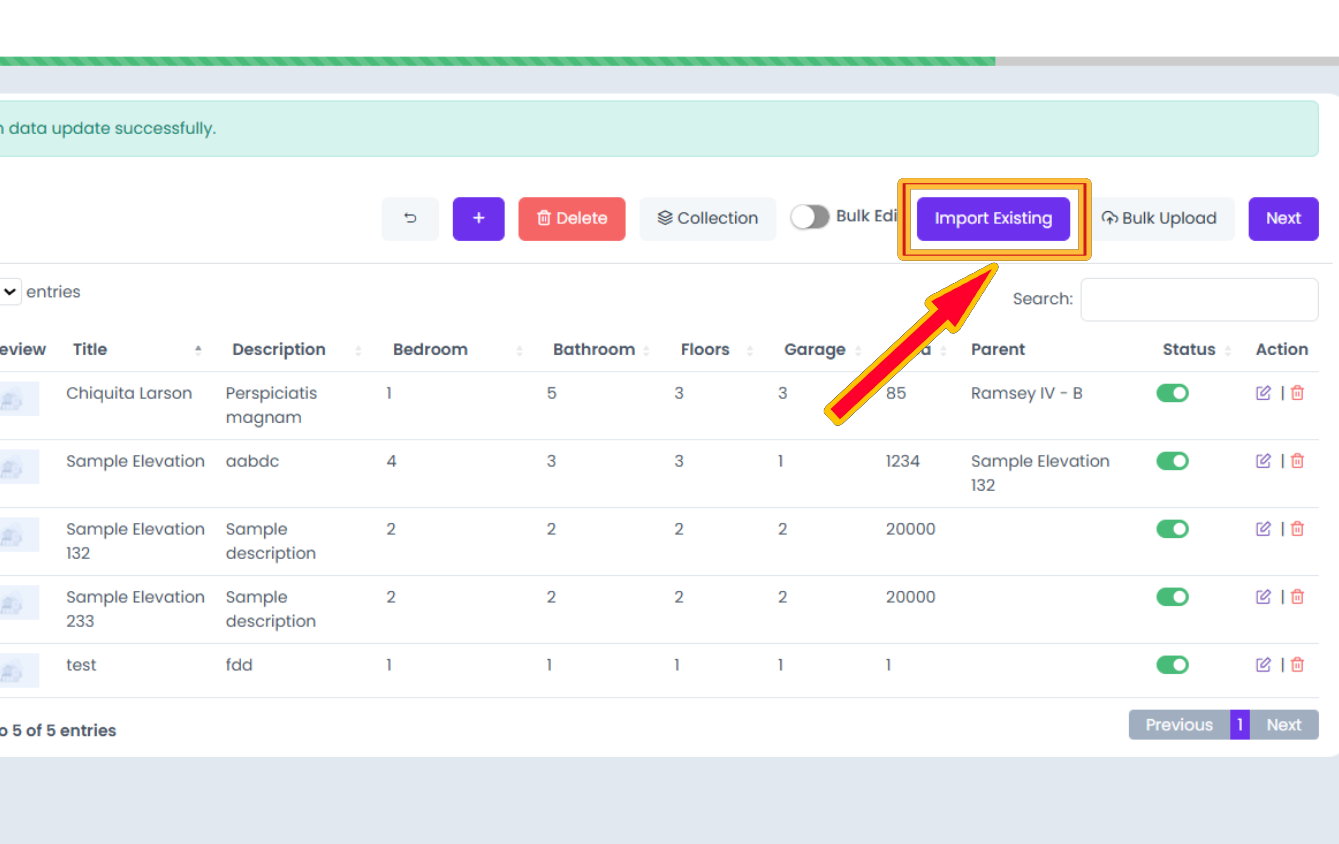 data update successfully.
+ Delete Collection Bulk Edi Import Existing Bulk Upload Next
entries
Search:
eview Title Description Bedroom Bathroom Floors Garage Parent Status Action
Chiquita Larson Perspiciatis 1 5 3 3 85 Ramsey IV - B |
magnam
Sample Elevation aabdc 4 3 3 1 1234 Sample Elevation |
132
Sample Elevation Sample 2 2 2 2 20000 |
132 description
Sample Elevation Sample 2 2 2 2 20000 |
233 description
test fdd 1 1 1 1 1 |
o 5 of 5 entries
Previous 1 Next